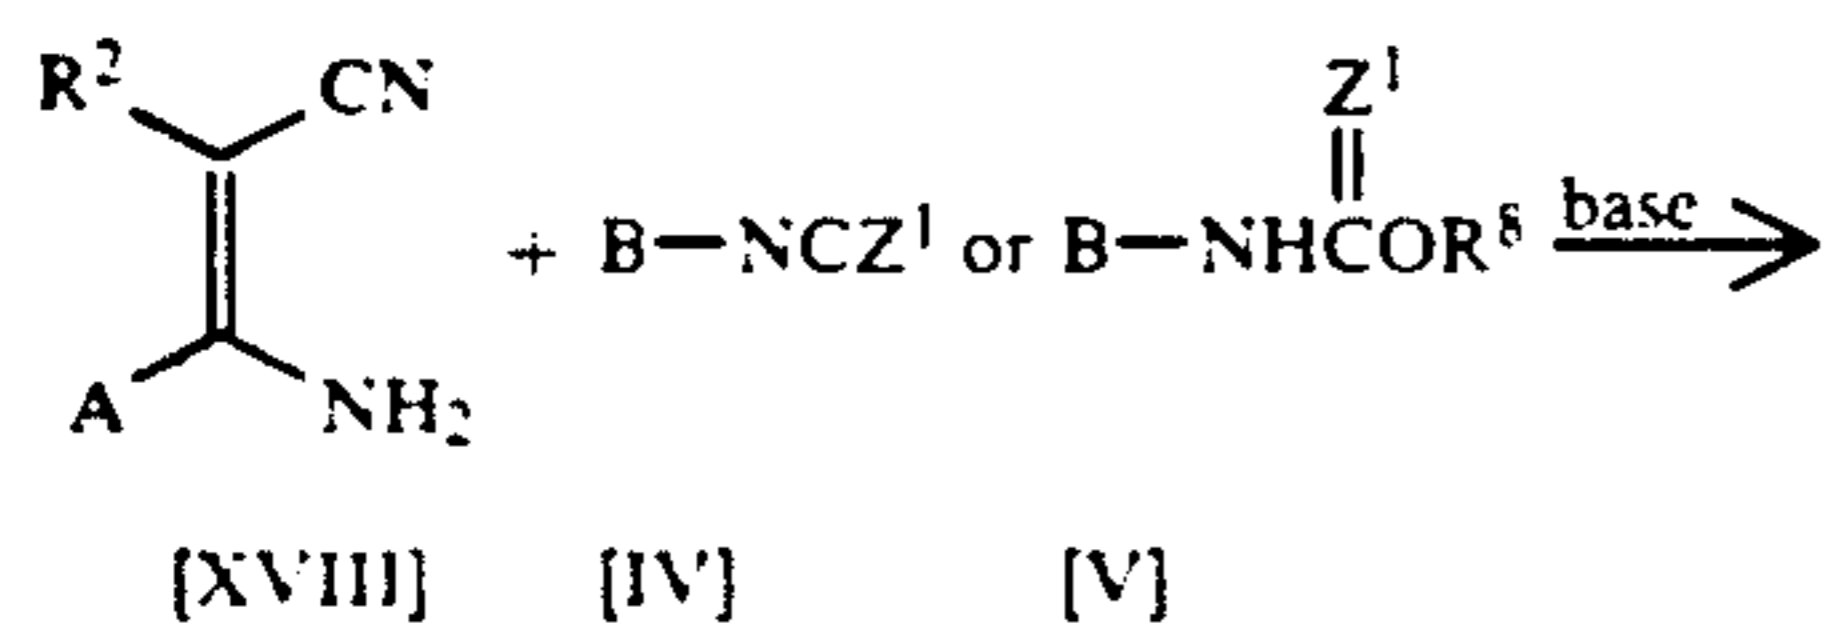 R² CN Z¹
+ B—NCZ¹ or B—NHCOR⁸ base
A NH₂
[XVIII] [IV] [V]